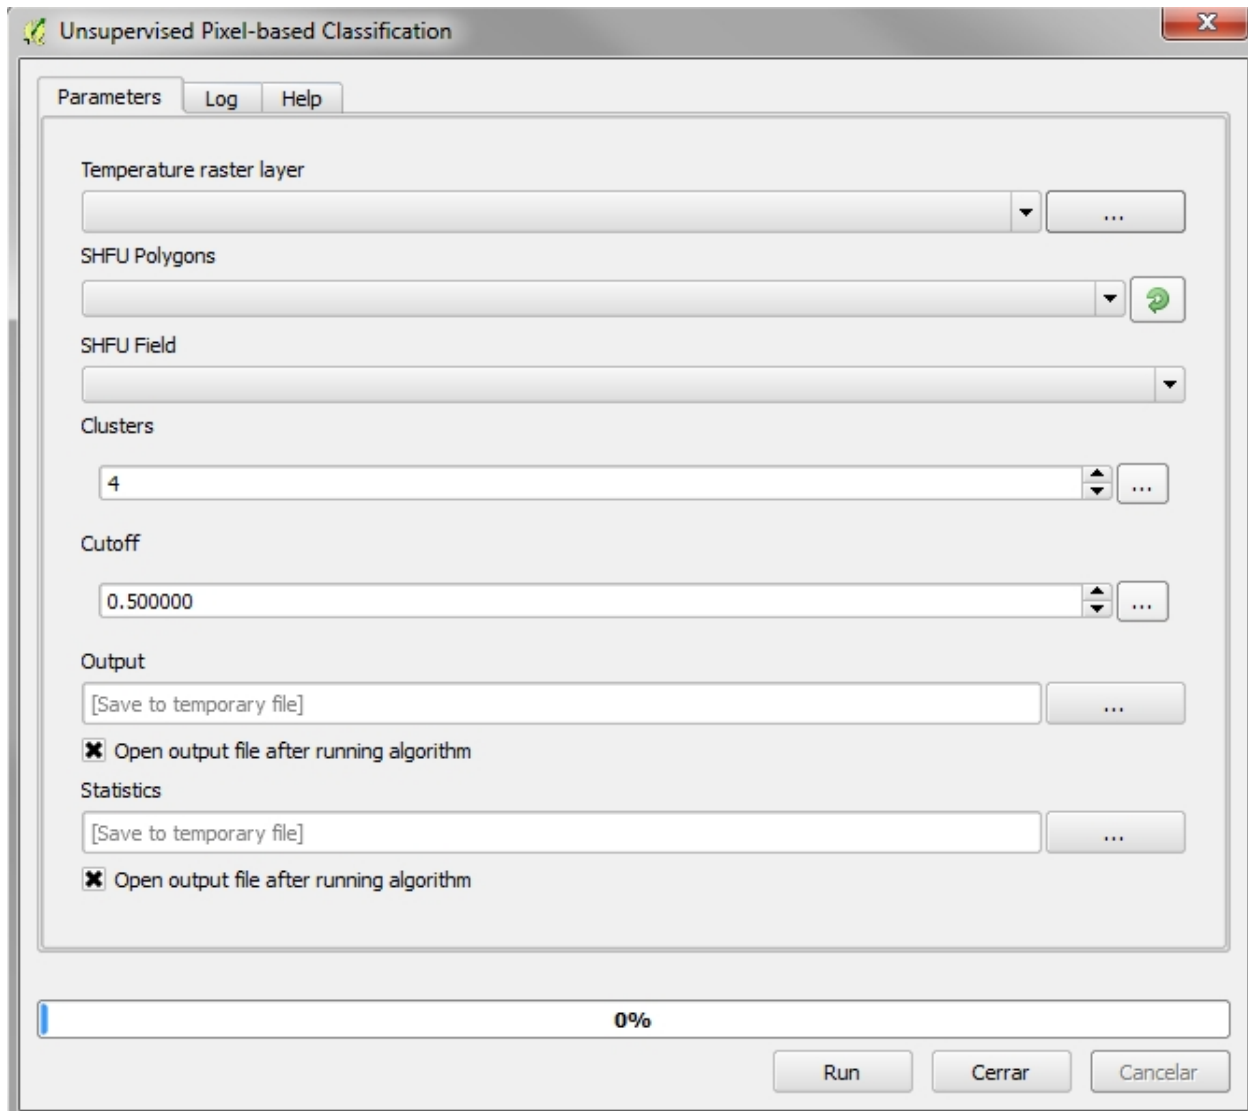 Unsupervised Pixel-based Classification
x
Parameters Log Help
Temperature raster layer
...
SHFU Polygons
SHFU Field
Clusters
4
...
Cutoff
0.500000
...
Output
[Save to temporary file]
...
Open output file after running algorithm
Statistics
[Save to temporary file]
...
Open output file after running algorithm
0%
Run Cerrar Cancelar